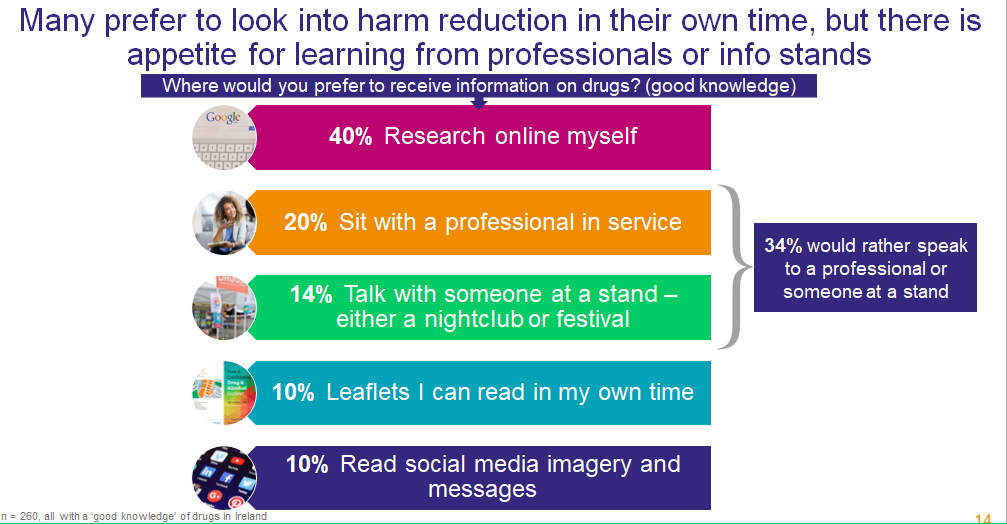 Many prefer to look into harm reduction in their own time, but there is
appetite for learning from professionals or info stands
Where would you prefer to receive information on drugs? (good knowledge)
Google
40% Research online myself
20% Sit with a professional in service
14% Talk with someone at a stand –
either a nightclub or festival
34% would rather speak
to a professional or
someone at a stand
Drug &
Alcohol
10% Leaflets I can read in my own time
10% Read social media imagery and
messages
n = 260, all with a ‘good knowledge’ of drugs in Ireland
14